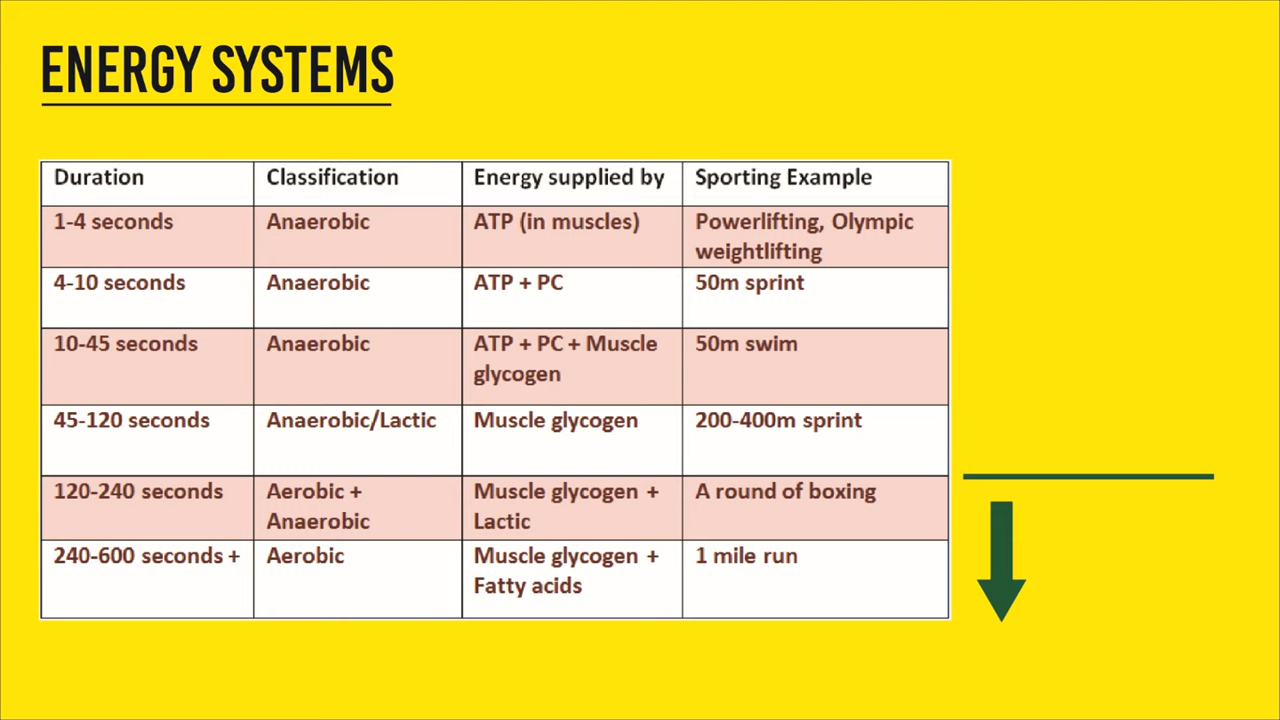 ENERGY SYSTEMS
Duration Classification Energy supplied by Sporting Example
1-4 seconds Anaerobic ATP (in muscles) Powerlifting, Olympic
weightlifting
4-10 seconds Anaerobic ATP + PC 50m sprint
10-45 seconds Anaerobic ATP + PC + Muscle 50m swim
glycogen
45-120 seconds Anaerobic/Lactic Muscle glycogen 200-400m sprint
120-240 seconds Aerobic + Muscle glycogen + A round of boxing
Anaerobic Lactic
240-600 seconds + Aerobic Muscle glycogen + 1 mile run
Fatty acids